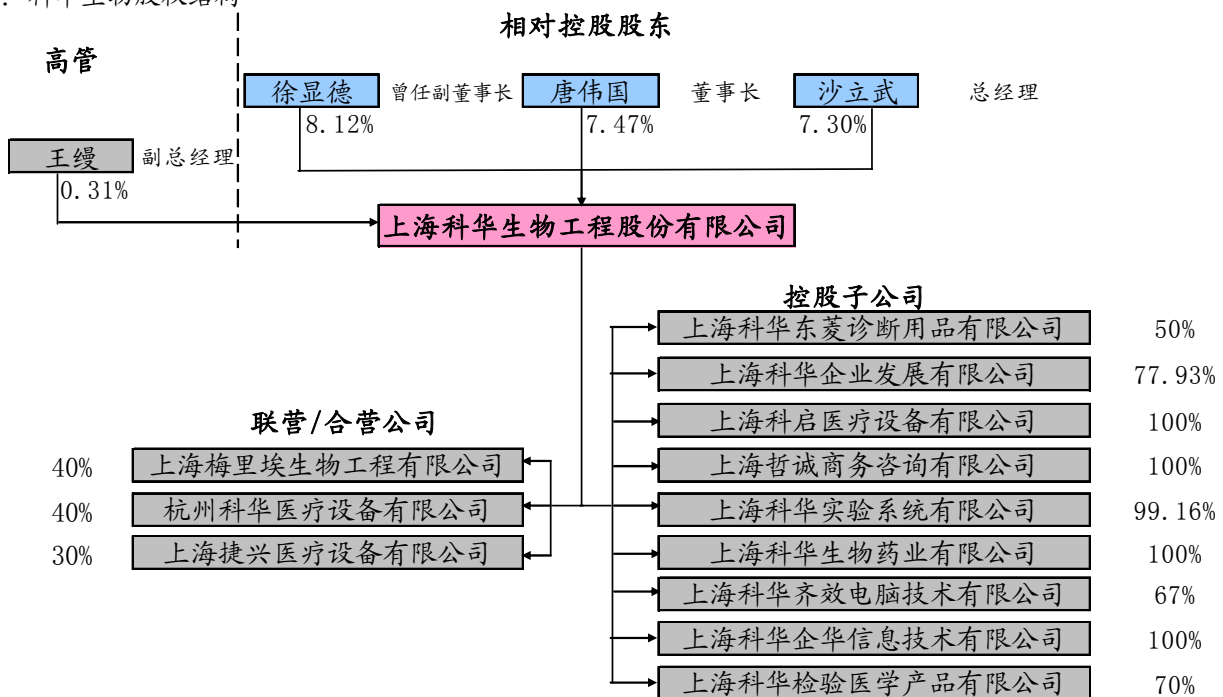 科华生物股权结构
相对控股股东
高管
徐显德 曾任副董事长 唐伟国 董事长 沙立武 总经理
8.12% 7.47% 7.30%
王缦 副总经理
0.31%
上海科华生物工程股份有限公司
控股子公司
上海科华东菱诊断用品有限公司 50%
上海科华企业发展有限公司 77.93%
上海科启医疗设备有限公司 100%
上海哲诚商务咨询有限公司 100%
上海科华实验系统有限公司 99.16%
上海科华生物药业有限公司 100%
上海科华齐效电脑技术有限公司 67%
上海科华企华信息技术有限公司 100%
上海科华检验医学产品有限公司 70%
联营/合营公司
40% 上海梅里埃生物工程有限公司
40% 杭州科华医疗设备有限公司
30% 上海捷兴医疗设备有限公司